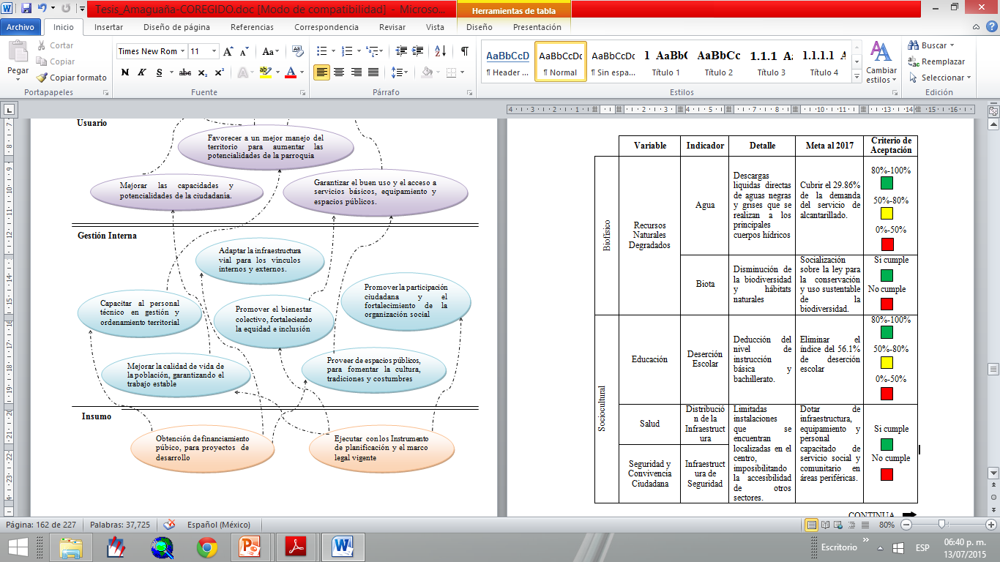 Tesis_Amaguaña-COREGIDO.doc [Modo de compatibilidad] - Microso...
Herramientas de tabla
Archivo
Inicio
Insertar
Diseño de página
Referencias
Correspondencia
Revisar
Vista
Diseño
Presentación
Pegar
Cortar
Copiar
Copiar formato
Portapapeles
Times New Rom
11
Fuente
Párrafo
AaBbCcD
¶ Header ...
AaBbCcDc
¶ Normal
AaBbCcDc
¶ Sin espa...
1 AaBb(
Título 1
AaBbCc
Título 2
1.1.1 A
Título 3
1.1.1.1 A
Título 4
Cambiar
estilos
Estilos
Buscar
Reemplazar
Seleccionar
Edición
Usuario
Favorecer a un mejor manejo del
territorio para aumentar las
potencialidades de la parroquia
Mejorar las capacidades y
potencialidades de la ciudadanía.
Garantizar el buen uso y el acceso a
servicios básicos, equipamiento y
espacios públicos.
Gestión Interna
Adaptar la infraestructura
vial para los vínculos
internos y externos.
Capacitar al personal
técnico en gestión y
ordenamiento territorial
Promover el bienestar
colectivo, fortaleciendo
la equidad e inclusión
Promover la participación
ciudadana y el
fortalecimiento de la
organización social
Mejorar la calidad de vida de
la población, garantizando el
trabajo estable
Proveer de espacios públicos,
para fomentar la cultura,
tradiciones y costumbres
Insumo
Obtención de financiamiento
púbico, para proyectos de
desarrollo
Ejecutar con los Instrumento
de planificación y el marco
legal vigente
Variable
Indicador
Detalle
Meta al 2017
Criterio de
Aceptación
Biofísico
Recursos
Naturales
Degradados
Agua
Descargas
liquidas directas
de aguas negras
y grises que se
realizan a los
principales
cuerpos hídricos
Cubrir el 29.86%
de la demanda
del servicio de
alcantarillado.
80%-100%
50%-80%
0%-50%
Biota
Disminución de
la biodiversidad
y hábitats
naturales
Socialización
sobre la ley para
la conservación
y uso sustentable
de la
biodiversidad.
Si cumple
No cumple
Sociocultural
Educación
Deserción
Escolar
Deducción del
nivel de
instrucción
básica y
bachillerato.
Eliminar el
índice del 56.1%
de deserción
escolar
80%-100%
50%-80%
0%-50%
Salud
Distribució
n de la
Infraestruct
ura
Limitadas
instalaciones
que se
encuentran
localizadas en el
centro,
imposibilitando
la accesibilidad
de otros
sectores.
Dotar de
infraestructura,
equipamiento y
personal
capacitado de
servicio social y
comunitario en
áreas periféricas.
Si cumple
No cumple
Seguridad y
Convivencia
Ciudadana
Infraestruct
ura de
Seguridad
CONTINUA
Página: 162 de 227
Palabras: 37,725
Español (México)
80%
Escritorio
ESP
06:40 p. m.
13/07/2015